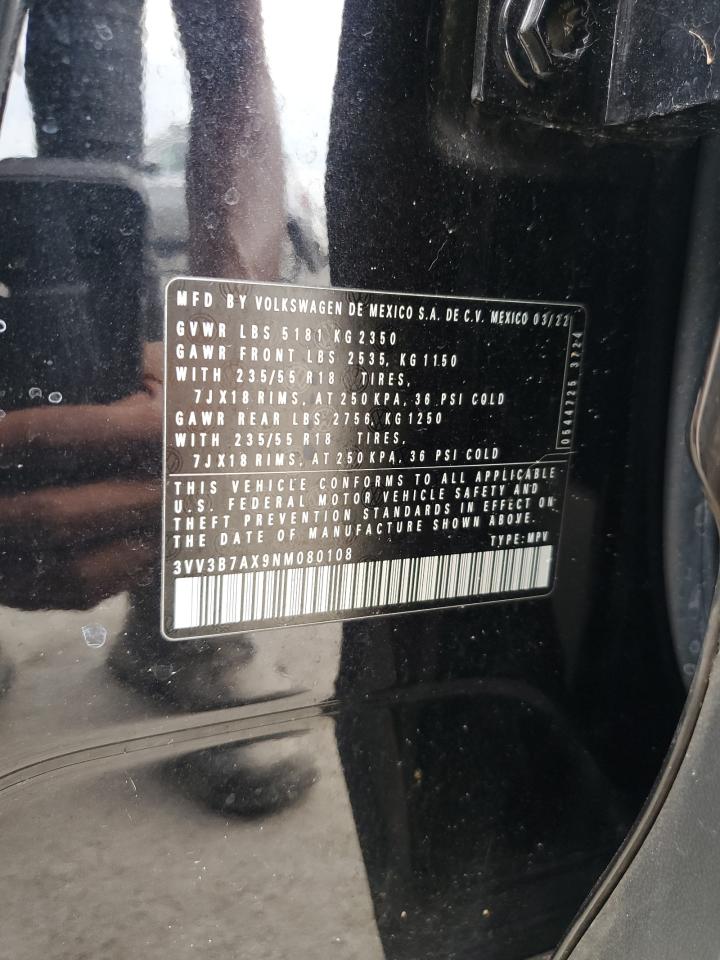 MFD BY VOLKSWAGEN DE MEXICO S.A. DE C.V. MEXICO 03/22
GVWR LBS 5181 KG 2350
GAWR FRONT LBS 2535, KG 1150
WITH 235/55 R18 TIRES,
7JX18 RIMS, AT 250 KPA, 36 PSI COLD
GAWR REAR LBS 2756, KG 1250
WITH 235/55 R18 TIRES,
7JX18 RIMS, AT 250 KPA, 36 PSI COLD
0544725 3724
THIS VEHICLE CONFORMS TO ALL APPLICABLE
U.S. FEDERAL MOTOR VEHICLE SAFETY AND
THEFT PREVENTION STANDARDS IN EFFECT ON
THE DATE OF MANUFACTURE SHOWN ABOVE.
TYPE: MPV
3VV3B7AX9NM080108